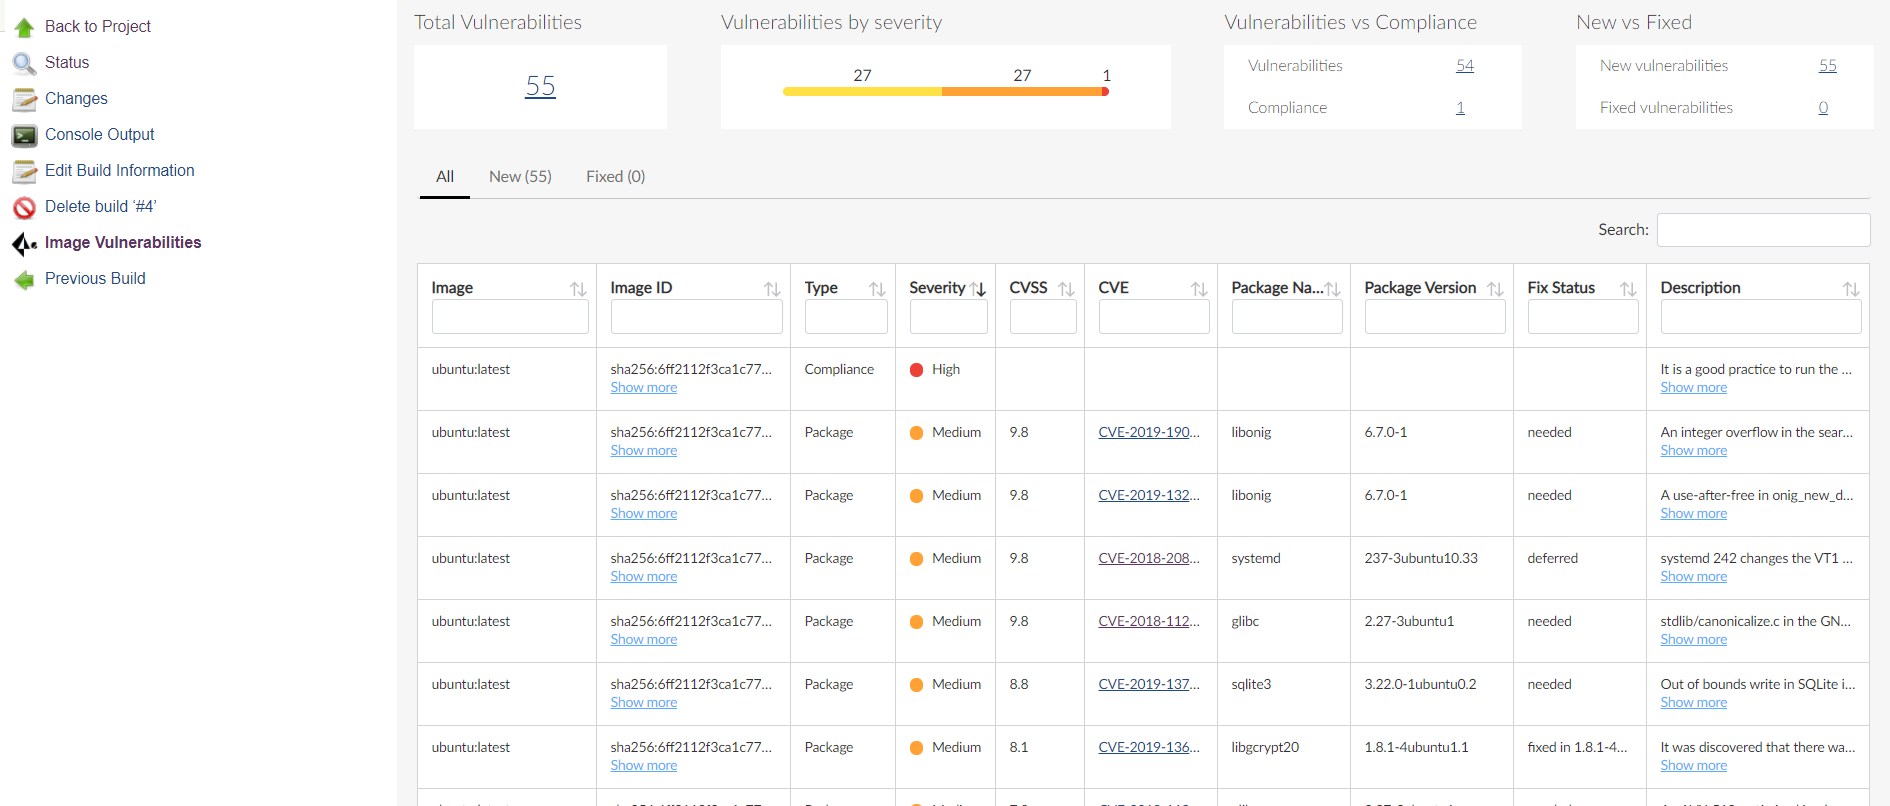 Back to Project
Status
Changes
Console Output
Edit Build Information
Delete build ‘#4’
Image Vulnerabilities
Previous Build
Total Vulnerabilities
55
Vulnerabilities by severity
27 27 1
Vulnerabilities vs Compliance
Vulnerabilities 54
Compliance 1
New vs Fixed
New vulnerabilities 55
Fixed vulnerabilities 0
All New (55) Fixed (0)
Search:
Image Image ID Type Severity CVSS CVE Package Na... Package Version Fix Status Description
ubuntu:latest sha256:6ff2112f3ca1c77... Compliance High It is a good practice to run the ...
Show more Show more
ubuntu:latest sha256:6ff2112f3ca1c77... Package Medium 9.8 CVE-2019-190... libonig 6.7.0-1 needed An integer overflow in the sear...
Show more Show more
ubuntu:latest sha256:6ff2112f3ca1c77... Package Medium 9.8 CVE-2019-132... libonig 6.7.0-1 needed A use-after-free in onig_new_d...
Show more Show more
ubuntu:latest sha256:6ff2112f3ca1c77... Package Medium 9.8 CVE-2018-208... systemd 237-3ubuntu10.33 deferred systemd 242 changes the VT1 ...
Show more Show more
ubuntu:latest sha256:6ff2112f3ca1c77... Package Medium 9.8 CVE-2018-112... glibc 2.27-3ubuntu1 needed stdlib/canonicalize.c in the GN...
Show more Show more
ubuntu:latest sha256:6ff2112f3ca1c77... Package Medium 8.8 CVE-2019-137... sqlite3 3.22.0-1ubuntu0.2 needed Out of bounds write in SQLite i...
Show more Show more
ubuntu:latest sha256:6ff2112f3ca1c77... Package Medium 8.1 CVE-2019-136... libgcrypt20 1.8.1-4ubuntu1.1 fixed in 1.8.1-4... It was discovered that there wa...
Show more Show more